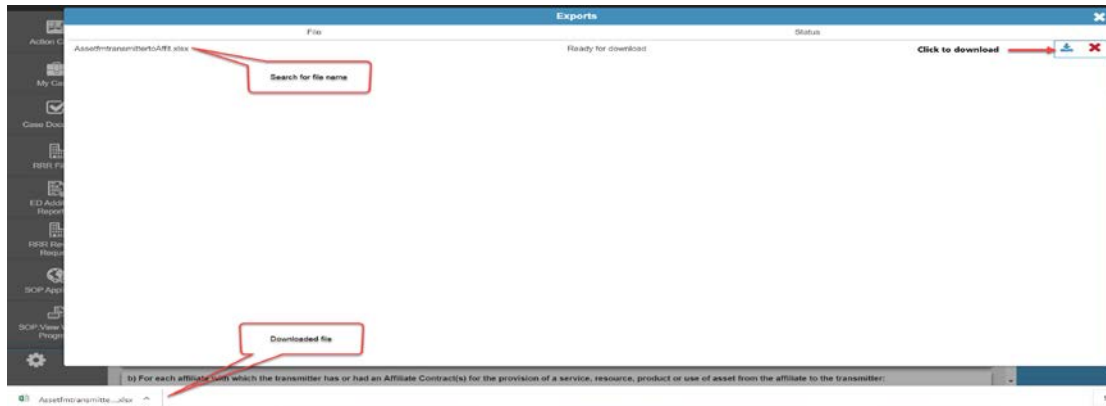 Exports
File Status
AssetfmtransmittertoAffit.xlsx Ready for download Click to download
Search for file name
Action C
My Ca
Case Doc
RRR Fi
ED Addi
Report
RRR Re
Reque
SOP Appl
SOP View
Progr
Downloaded file
b) For each affiliate with which the transmitter has or had an Affiliate Contract(s) for the provision of a service, resource, product or use of asset from the affiliate to the transmitter:
Assetfmtransmitte....xlsx